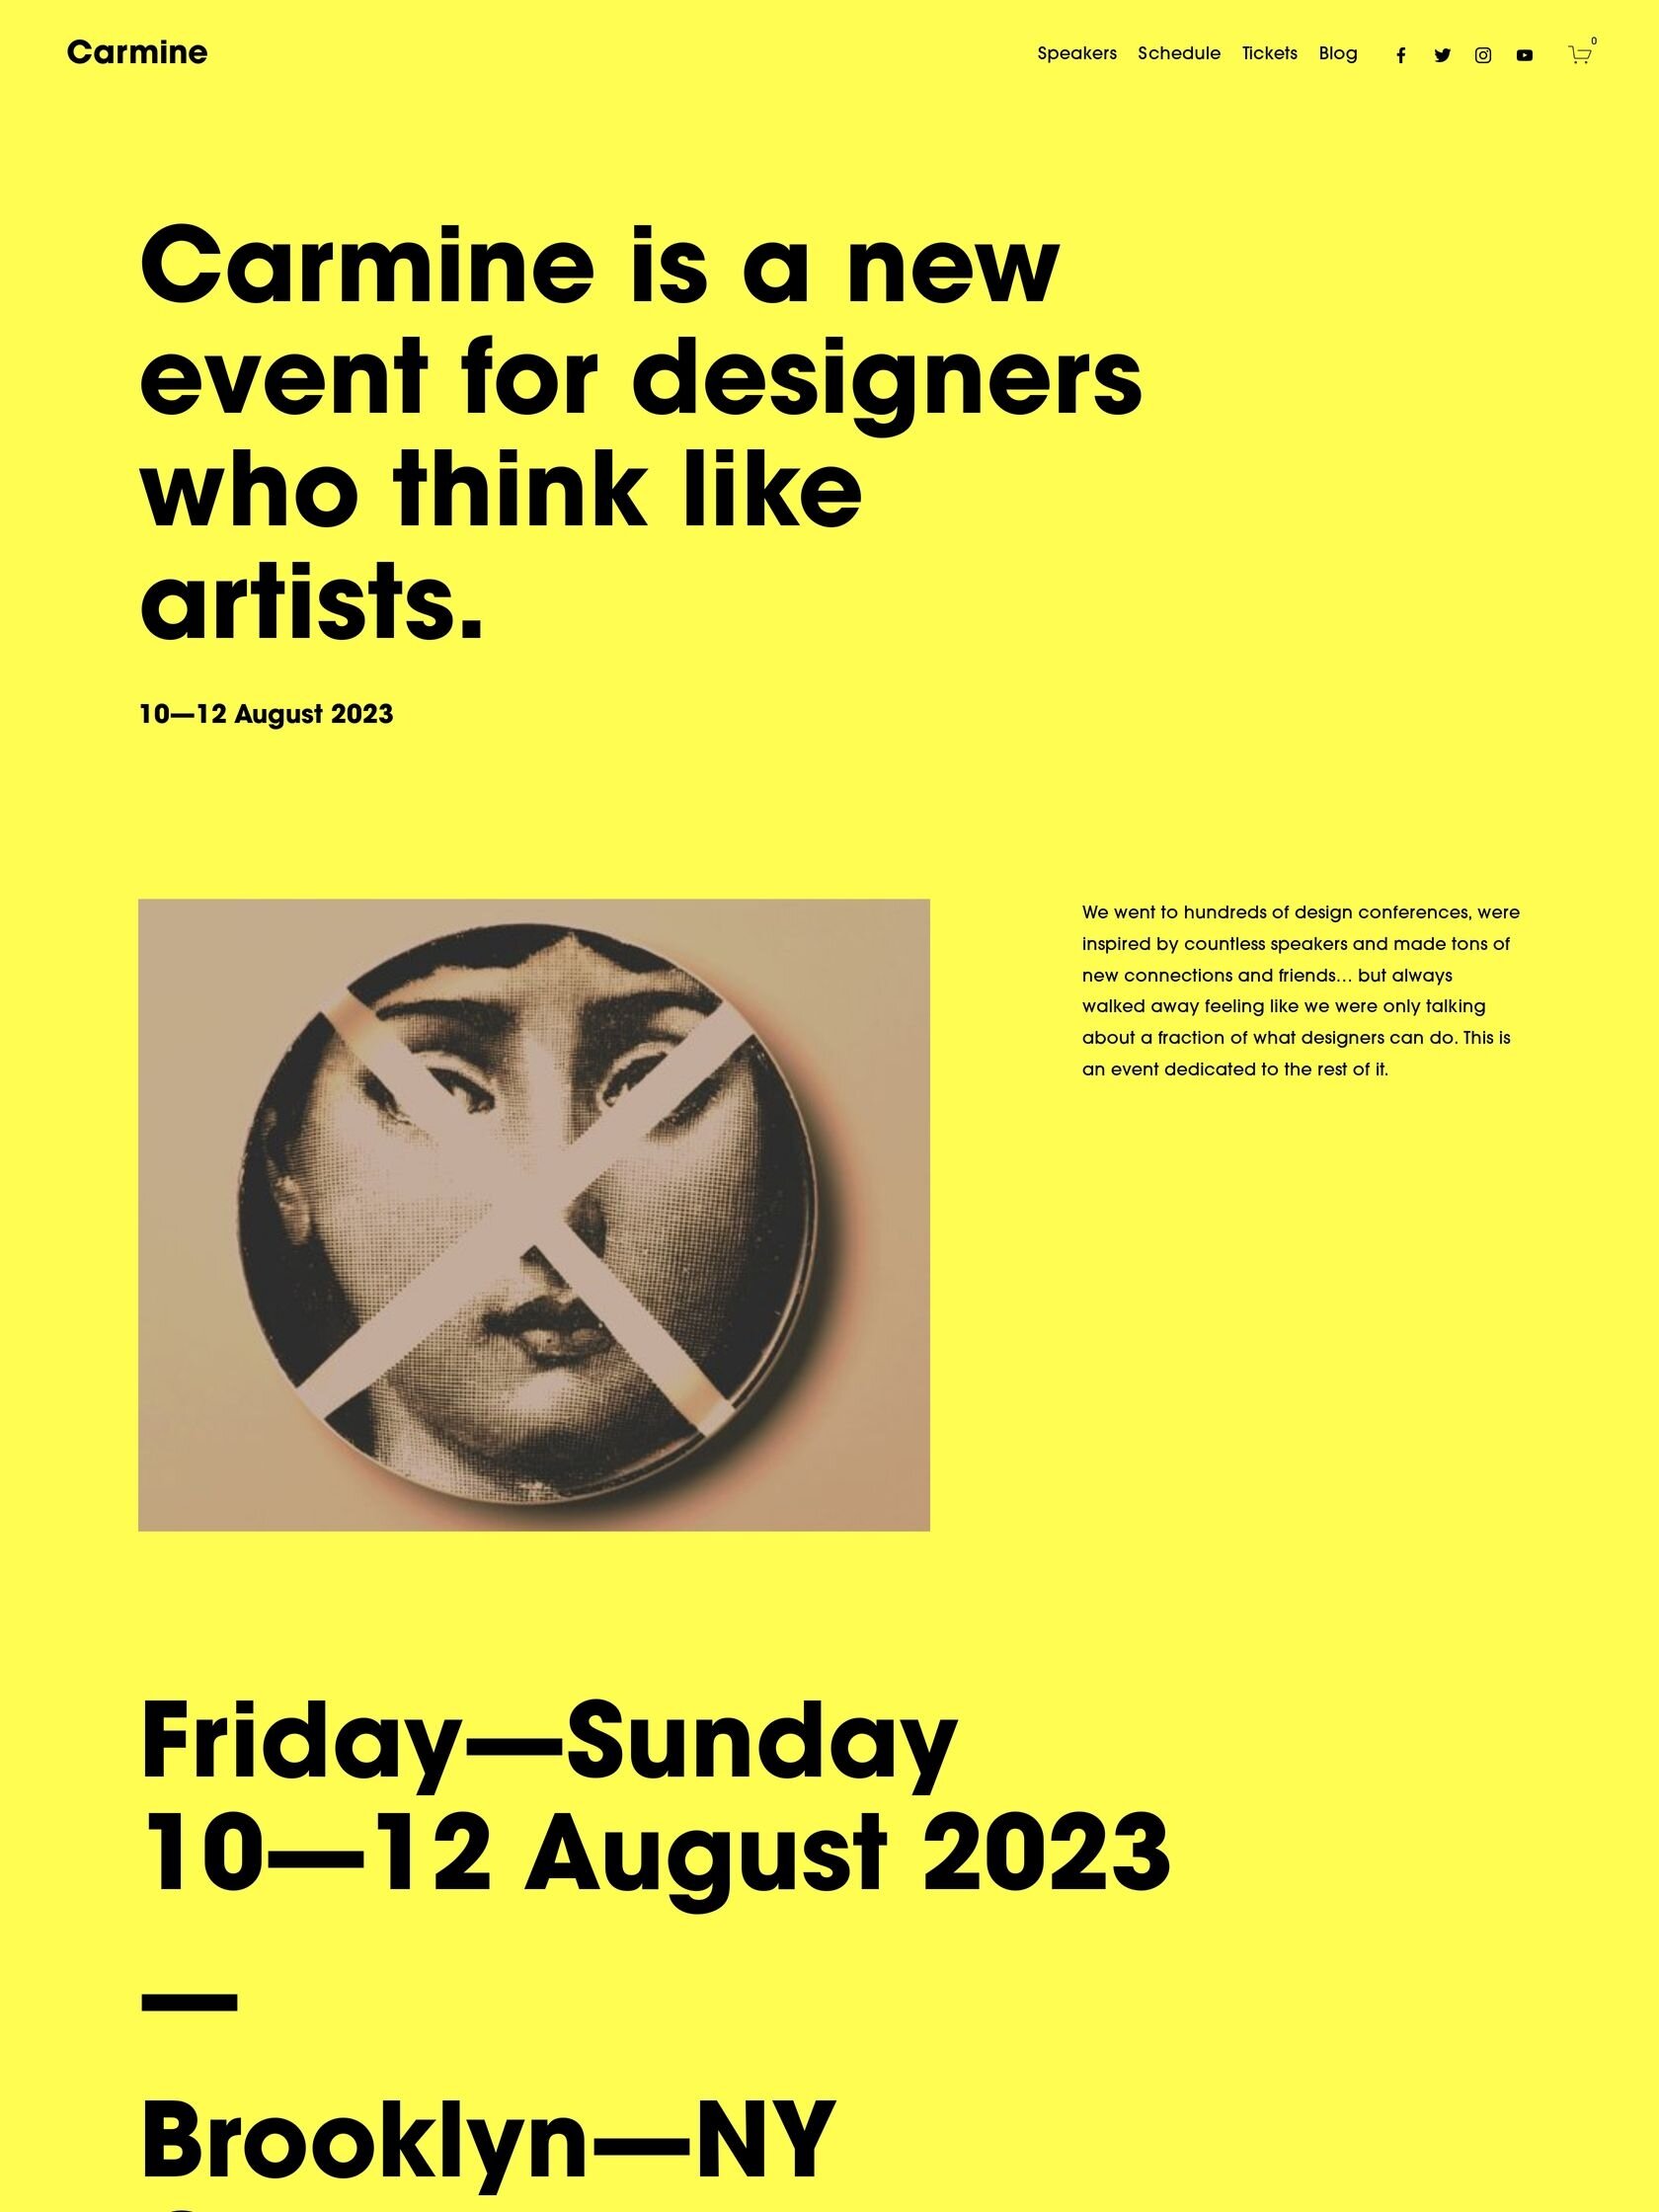 Carmine
Speakers Schedule Tickets Blog
0
Carmine is a new
event for designers
who think like
artists.
10—12 August 2023
We went to hundreds of design conferences, were
inspired by countless speakers and made tons of
new connections and friends… but always
walked away feeling like we were only talking
about a fraction of what designers can do. This is
an event dedicated to the rest of it.
Friday—Sunday
10—12 August 2023
—
Brooklyn—NY